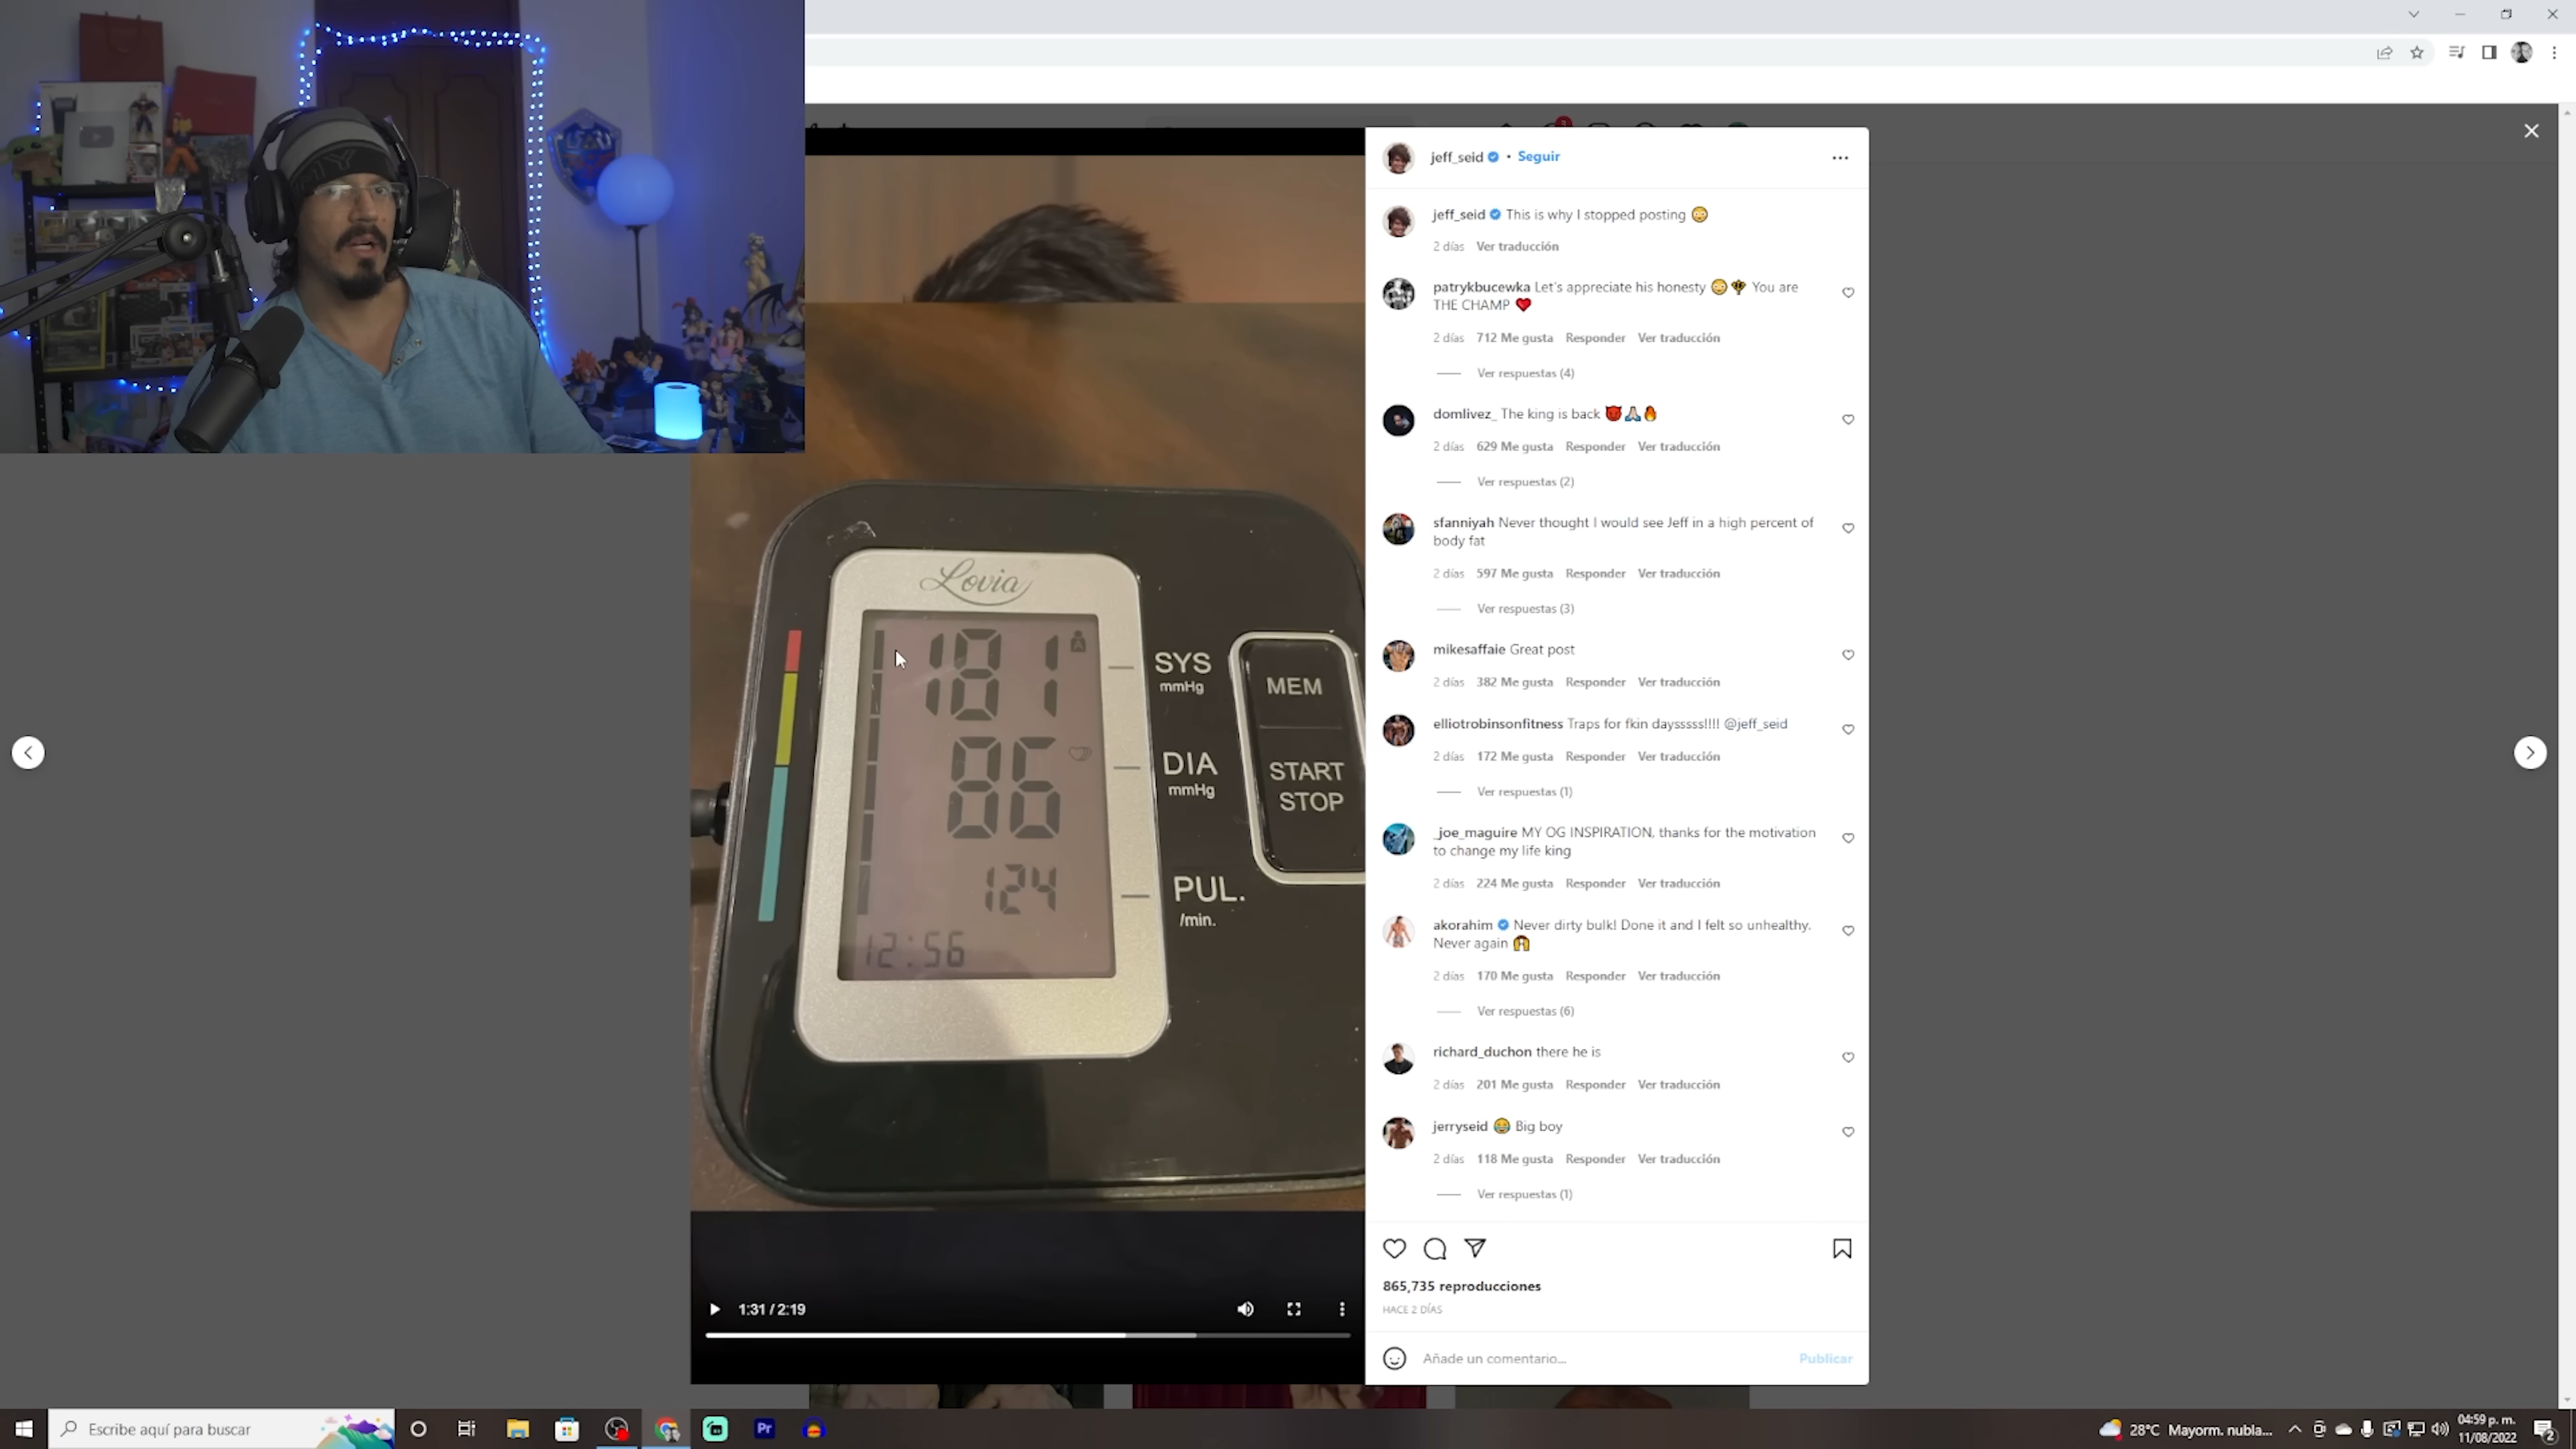 jeff_seid • Seguir
jeff_seid This is why I stopped posting 😳
2 días Ver traducción
patrykbucewka Let's appreciate his honesty 😳 You are
THE CHAMP ❤️
2 días 712 Me gusta Responder Ver traducción
Ver respuestas (4)
domlivez_ The king is back 😈🙏🏻🔥
2 días 629 Me gusta Responder Ver traducción
Ver respuestas (2)
sfanniyah Never thought I would see Jeff in a high percent of
body fat
2 días 597 Me gusta Responder Ver traducción
Ver respuestas (3)
mikesaffaie Great post
2 días 382 Me gusta Responder Ver traducción
elliotrobinsonfitness Traps for fkin daysssss!!!! @jeff_seid
2 días 172 Me gusta Responder Ver traducción
Ver respuestas (1)
_joe_maguire MY OG INSPIRATION, thanks for the motivation
to change my life king
2 días 224 Me gusta Responder Ver traducción
akorahim Never dirty bulk! Done it and I felt so unhealthy.
Never again
2 días 170 Me gusta Responder Ver traducción
Ver respuestas (6)
richard_duchon there he is
2 días 201 Me gusta Responder Ver traducción
jerryseid 😂 Big boy
2 días 118 Me gusta Responder Ver traducción
Ver respuestas (1)
865,735 reproducciones
HACE 2 DÍAS
Añade un comentario...
Publicar
Lovia
181
SYS
mmHg
MEM
86
DIA
mmHg
START
STOP
124
PUL.
/min.
12:56
1:31 / 2:19
Escribe aquí para buscar
Pr
28°C Mayorm. nubla...
04:59 p. m.
11/08/2022
2